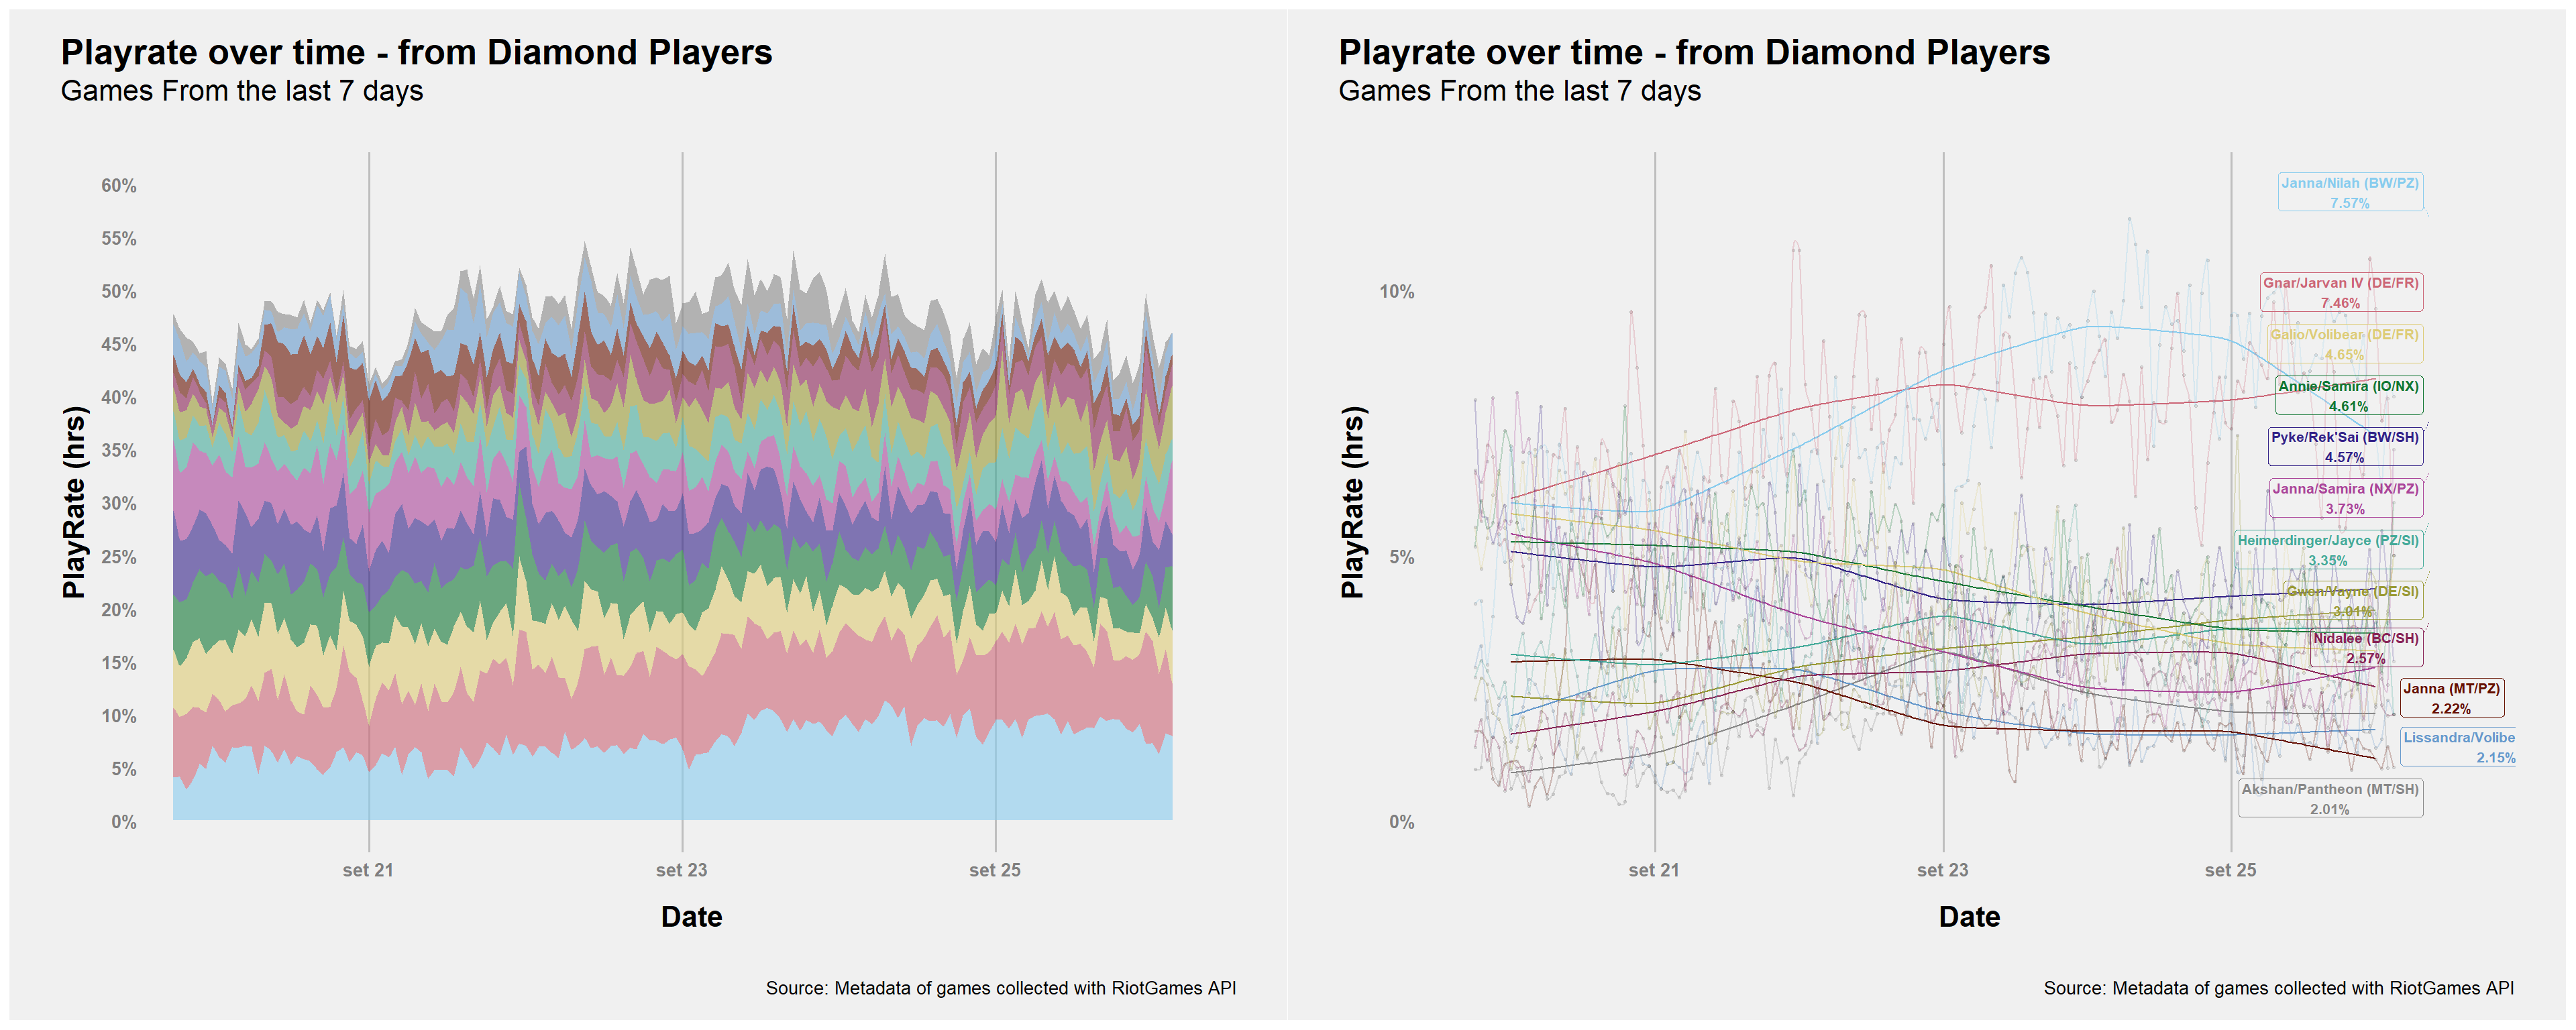 Playrate over time - from Diamond Players
Games From the last 7 days
60%
55%
50%
45%
40%
35%
30%
25%
20%
15%
10%
5%
0%
PlayRate (hrs)
set 21
set 23
set 25
Date
Source: Metadata of games collected with RiotGames API
Playrate over time - from Diamond Players
Games From the last 7 days
10%
5%
0%
PlayRate (hrs)
Janna/Nilah (BW/PZ)
7.57%
Gnar/Jarvan IV (DE/FR)
7.46%
Galio/Volibear (DE/FR)
4.65%
Annie/Samira (IO/NX)
4.61%
Pyke/Rek'Sai (BW/SH)
4.57%
Janna/Samira (NX/PZ)
3.73%
Heimerdinger/Jayce (PZ/SI)
3.35%
Gwen/Vayne (DE/SI)
3.01%
Nidalee (BC/SH)
2.57%
Janna (MT/PZ)
2.22%
Lissandra/Volibe
2.15%
Akshan/Pantheon (MT/SH)
2.01%
set 21
set 23
set 25
Date
Source: Metadata of games collected with RiotGames API